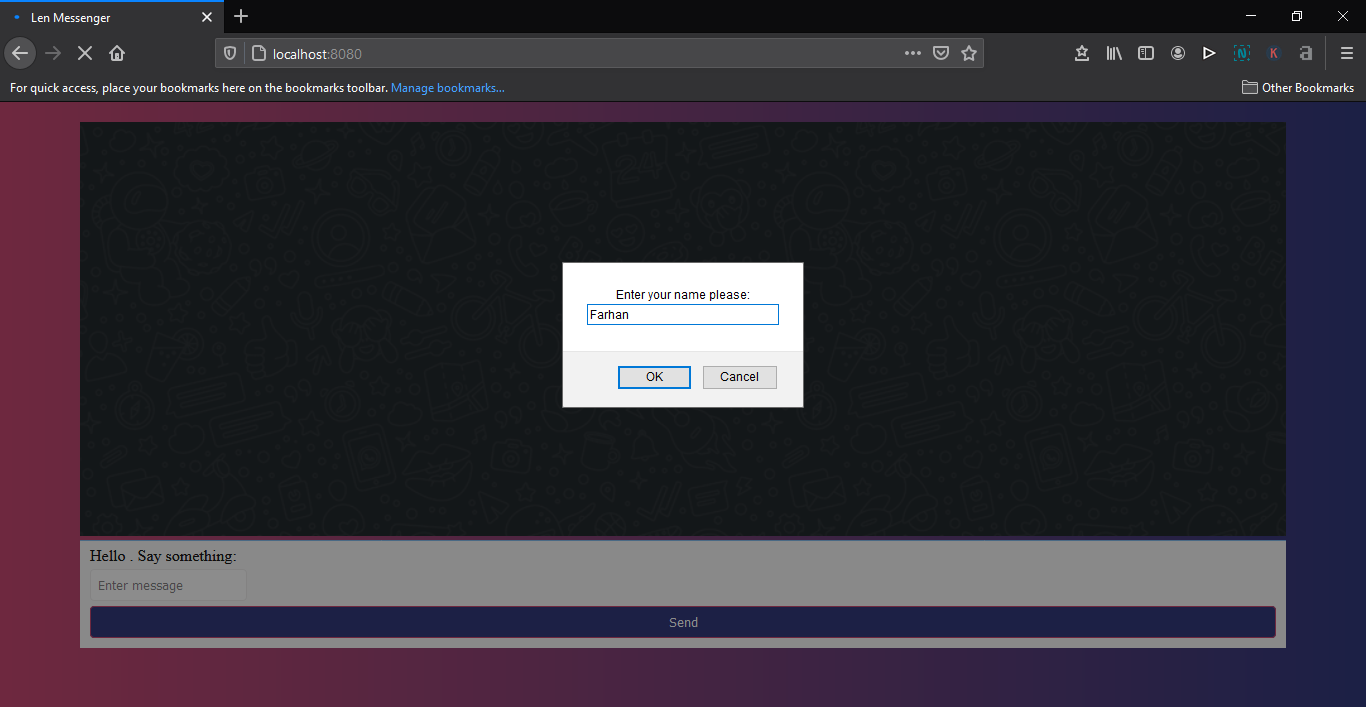 Len Messenger
localhost:8080
For quick access, place your bookmarks here on the bookmarks toolbar. Manage bookmarks...
Other Bookmarks
Enter your name please:
Farhan
OK
Cancel
Hello . Say something:
Enter message
Send